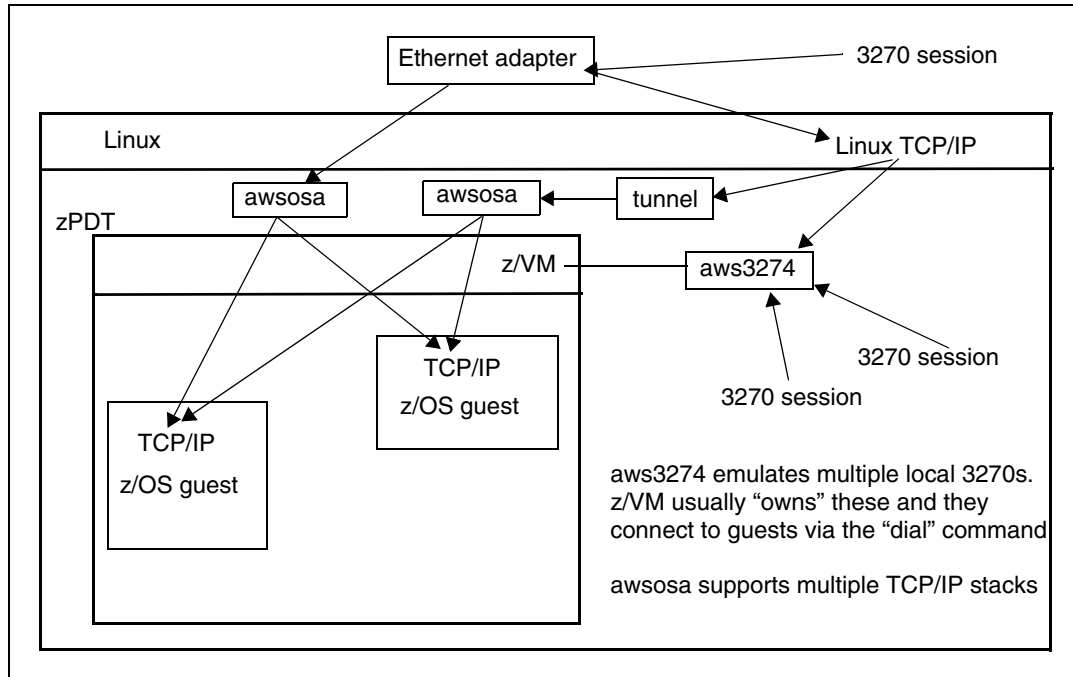 Ethernet adapter
3270 session
Linux
Linux TCP/IP
awsosa
awsosa
tunnel
zPDT
z/VM
aws3274
TCP/IP
z/OS guest
3270 session
3270 session
TCP/IP
z/OS guest
aws3274 emulates multiple local 3270s.
z/VM usually “owns” these and they
connect to guests via the “dial” command
awsosa supports multiple TCP/IP stacks